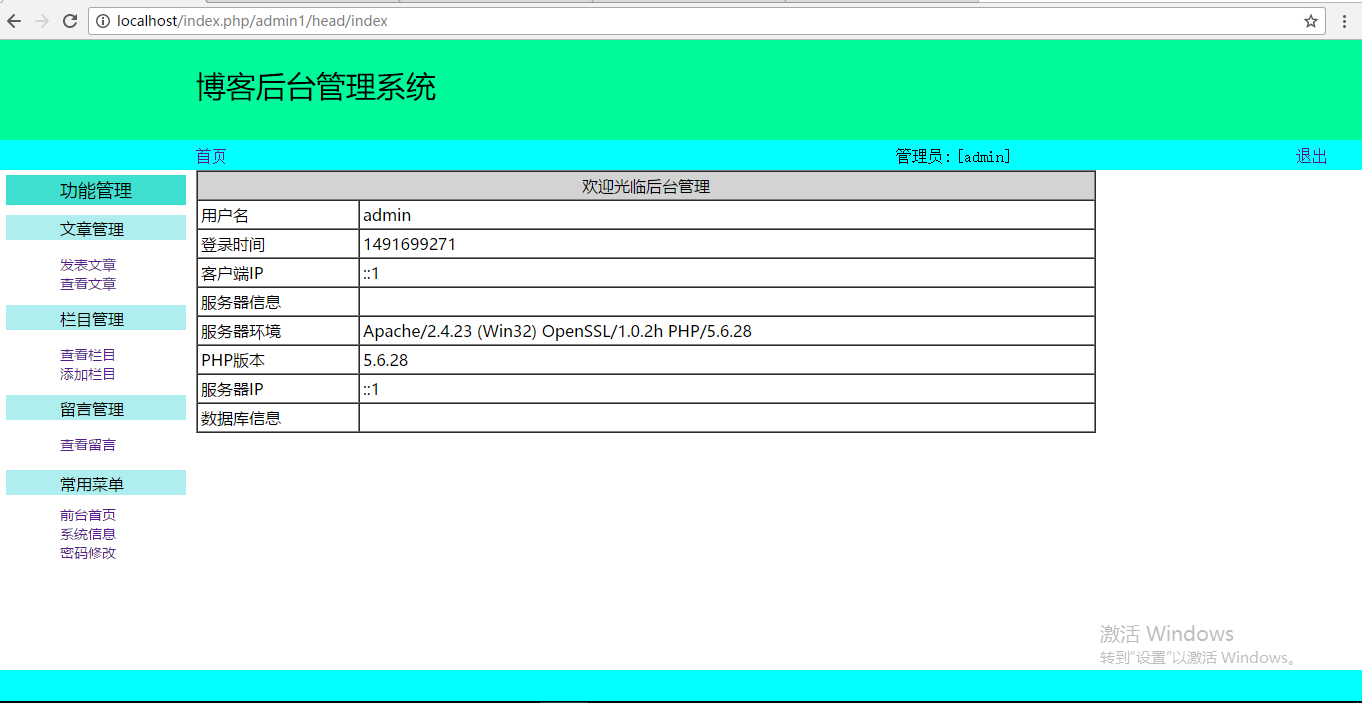 localhost/index.php/admin1/head/index
博客后台管理系统
首页 管理员：[admin] 退出
功能管理
文章管理
发表文章
查看文章
栏目管理
查看栏目
添加栏目
留言管理
查看留言
常用菜单
前台首页
系统信息
密码修改
欢迎光临后台管理
用户名 admin
登录时间 1491699271
客户端IP ::1
服务器信息
服务器环境 Apache/2.4.23 (Win32) OpenSSL/1.0.2h PHP/5.6.28
PHP版本 5.6.28
服务器IP ::1
数据库信息
激活 Windows
转到"设置"以激活 Windows。